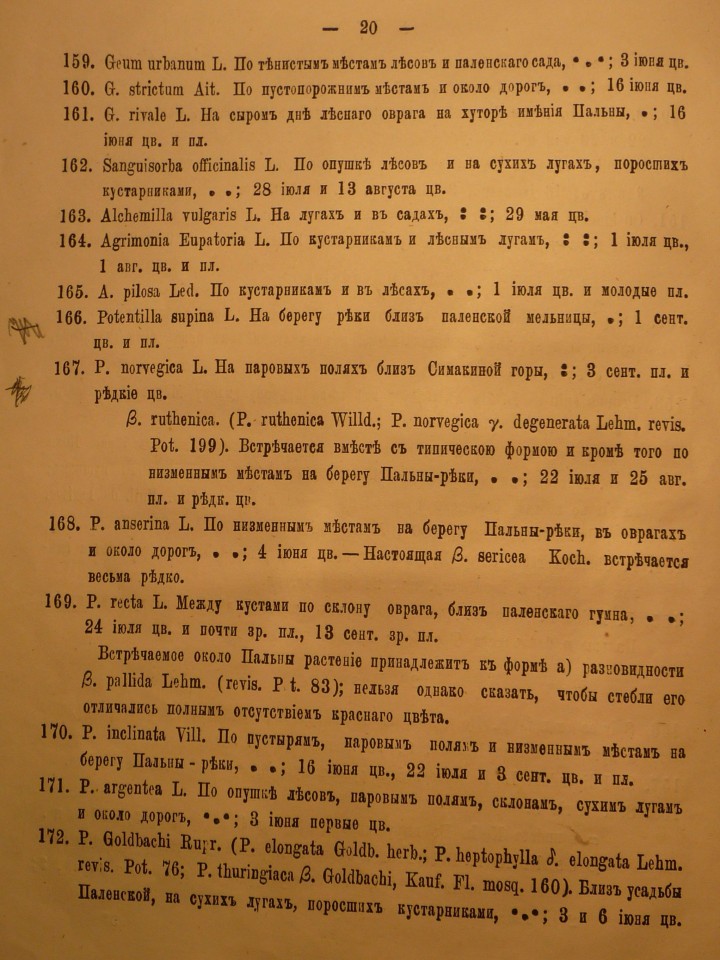 — 20 —
159. Geum urbanum L. По тѣнистымъ мѣстамъ лѣсовъ и паленскаго сада, •.•; 3 іюня цв.
160. G. strictum Ait. По пустопорожнимъ мѣстамъ и около дорогъ, • •; 16 іюня цв.
161. G. rivale L. На сыромъ днѣ лѣснаго оврага на хуторѣ имѣнія Пальны, •; 16
іюня цв. и пл.
162. Sanguisorba officinalis L. По опушкѣ лѣсовъ и на сухихъ лугахъ, поросшихъ
кустарниками, • •; 28 іюля и 13 августа цв.
163. Alchemilla vulgaris L. На лугахъ и въ садахъ, : :; 29 мая цв.
164. Agrimonia Eupatoria L. По кустарникамъ и лѣснымъ лугамъ, : :; 1 іюля цв.,
1 авг. цв. и пл.
165. A. pilosa Led. По кустарникамъ и въ лѣсахъ, • •; 1 іюля цв. и молодые пл.
166. Potentilla supina L. На берегу рѣки близъ паленской мельницы, •; 1 сент.
цв. и пл.
167. P. norvegica L. На паровыхъ поляхъ близъ Симакиной горы, :; 3 сент. пл. и
рѣдкіе цв.
β. ruthenica. (P. ruthenica Willd.; P. norvegica γ. degenerata Lehm. revis.
Pot. 199). Встрѣчается вмѣстѣ съ типическою формою и кромѣ того по
низменнымъ мѣстамъ на берегу Пальны-рѣки, • •; 22 іюля и 25 авг.
пл. и рѣдк. цв.
168. P. anserina L. По низменнымъ мѣстамъ на берегу Пальны-рѣки, въ оврагахъ
и около дорогъ, • •; 4 іюня цв. — Настоящая β. sericea Koch. встрѣчается
весьма рѣдко.
169. P. recta L. Между кустами по склону оврага, близъ паленскаго гумна, • •;
24 іюля цв. и почти зр. пл., 13 сент. зр. пл.
Встрѣчаемое около Пальны растеніе принадлежитъ къ формѣ a) разновидности
β. pallida Lehm. (revis. P t. 83); нельзя однако сказать, чтобы стебли его
отличались полнымъ отсутствіемъ краснаго цвѣта.
170. P. inclinata Vill. По пустырямъ, паровымъ полямъ и низменнымъ мѣстамъ на
берегу Пальны-рѣки, • •; 16 іюня цв., 22 іюля и 3 сент. цв. и пл.
171. P. argentea L. По опушкѣ лѣсовъ, паровымъ полямъ, склонамъ, сухимъ лугамъ
и около дорогъ, •.•; 3 іюня первые цв.
172. P. Goldbachi Rupr. (P. elongata Goldb. herb.; P. heptophylla δ. elongata Lehm.
revis. Pot. 76; P. thuringiaca β. Goldbachi, Kauf. Fl. mosq. 160). Близъ усадьбы
Паленской, на сухихъ лугахъ, поросшихъ кустарниками, •.•; 3 и 6 іюня цв.